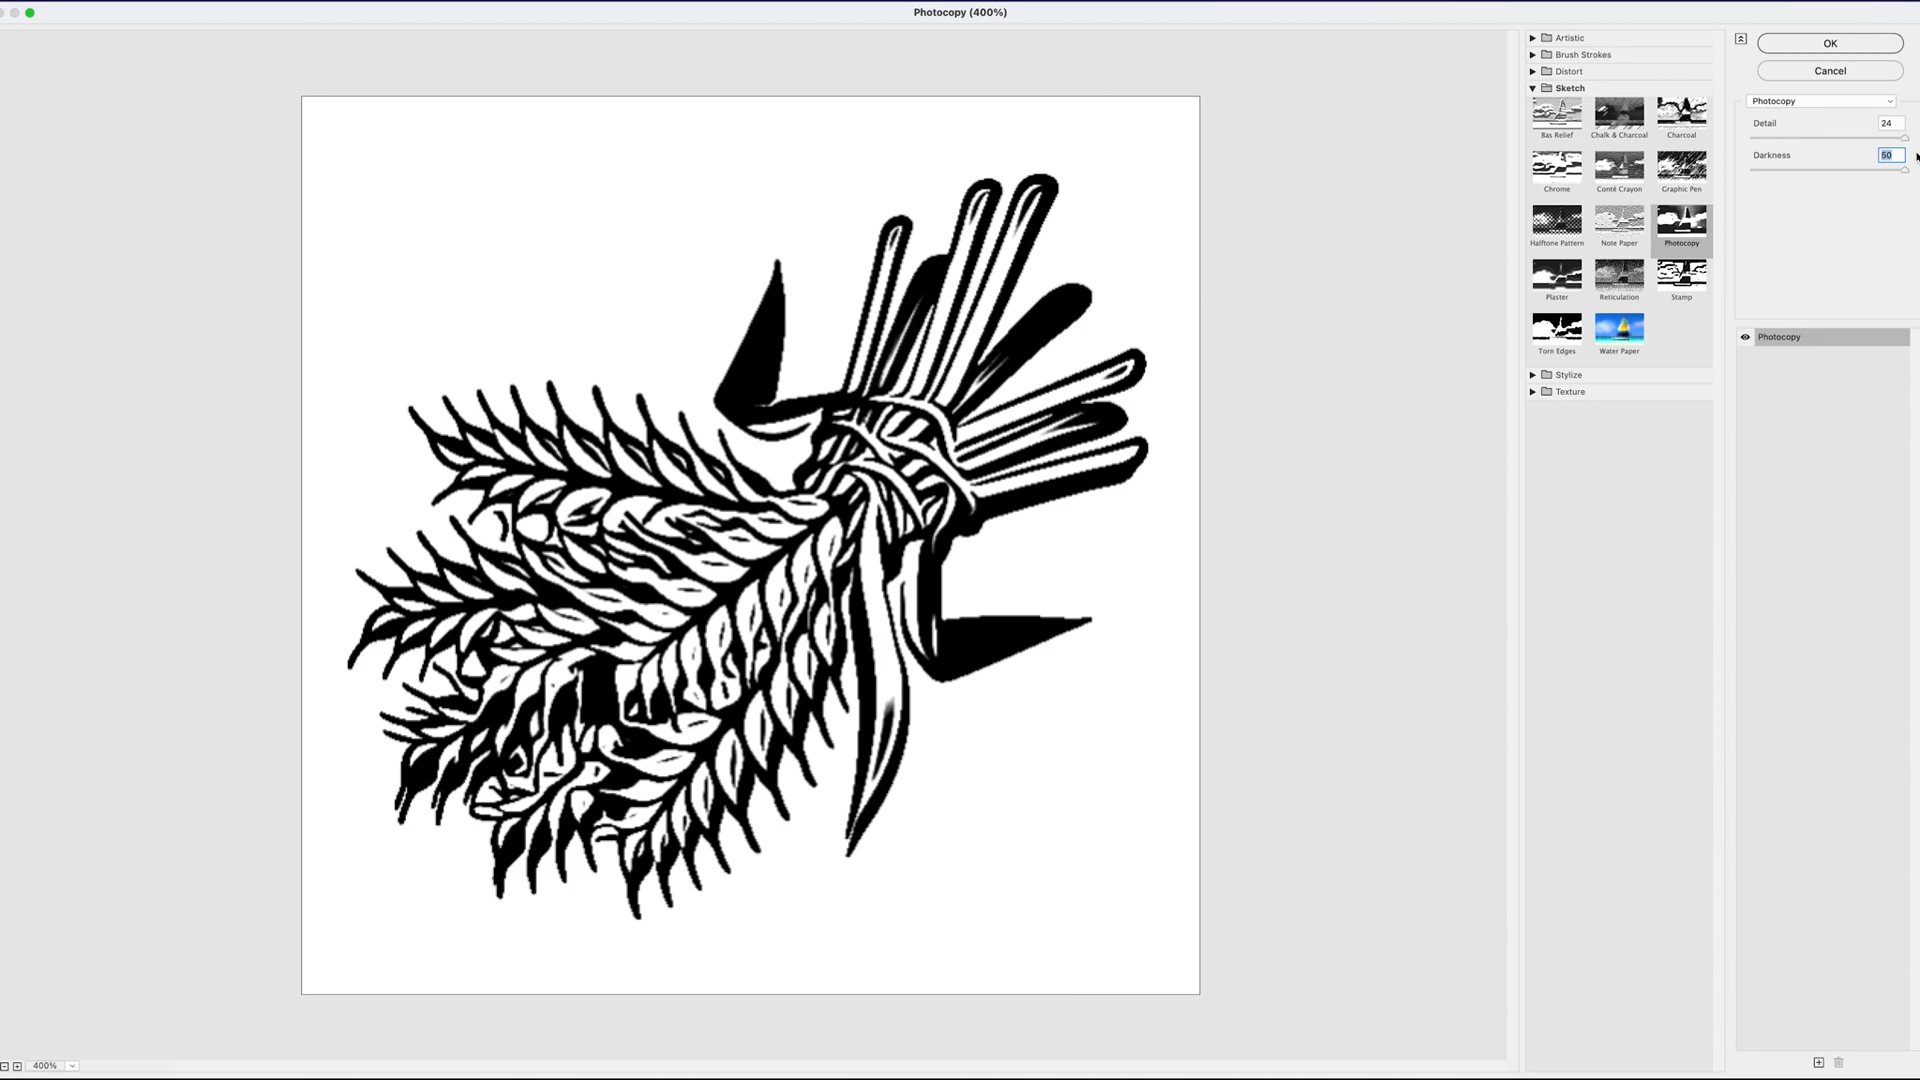 Photocopy (400%)
Artistic
Brush Strokes
Distort
Sketch
Bas Relief
Chalk & Charcoal
Charcoal
Chrome
Conté Crayon
Graphic Pen
Halftone Pattern
Note Paper
Photocopy
Plaster
Reticulation
Stamp
Torn Edges
Water Paper
Stylize
Texture
OK
Cancel
Photocopy
Detail 24
Darkness 50
Photocopy
400%